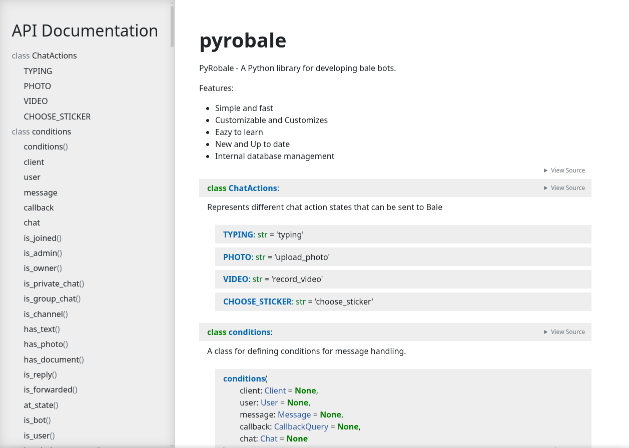 API Documentation
class ChatActions
TYPING
PHOTO
VIDEO
CHOOSE_STICKER
class conditions
conditions()
client
user
message
callback
chat
is_joined()
is_admin()
is_owner()
is_private_chat()
is_group_chat()
is_channel()
has_text()
has_photo()
has_document()
is_reply()
is_forwarded()
at_state()
is_bot()
is_user()
pyrobale
PyRobale - A Python library for developing bale bots.
Features:
Simple and fast
Customizable and Customizes
Eazy to learn
New and Up to date
Internal database management
View Source
class ChatActions:
View Source
Represents different chat action states that can be sent to Bale
TYPING: str = 'typing'
PHOTO: str = 'upload_photo'
VIDEO: str = 'record_video'
CHOOSE_STICKER: str = 'choose_sticker'
class conditions:
View Source
A class for defining conditions for message handling.
conditions(
client: Client = None,
user: User = None,
message: Message = None,
callback: CallbackQuery = None,
chat: Chat = None